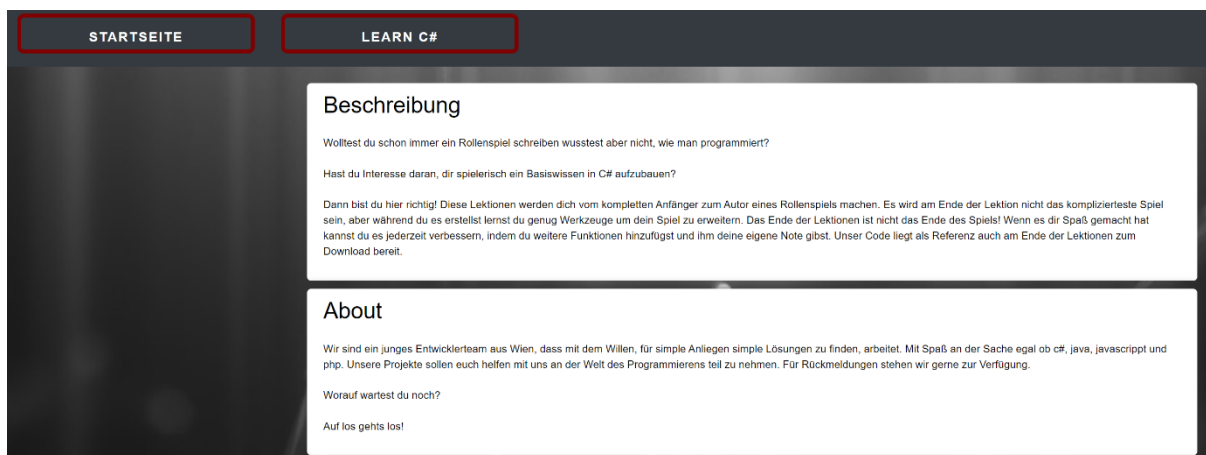 STARTSEITE
LEARN C#
Beschreibung
Wolltest du schon immer ein Rollenspiel schreiben wusstest aber nicht, wie man programmiert?
Hast du Interesse daran, dir spielerisch ein Basiswissen in C# aufzubauen?
Dann bist du hier richtig! Diese Lektionen werden dich vom kompletten Anfänger zum Autor eines Rollenspiels machen. Es wird am Ende der Lektion nicht das komplizierteste Spiel
sein, aber während du es erstellst lernst du genug Werkzeuge um dein Spiel zu erweitern. Das Ende der Lektionen ist nicht das Ende des Spiels! Wenn es dir Spaß gemacht hat
kannst du es jederzeit verbessern, indem du weitere Funktionen hinzufügst und ihm deine eigene Note gibst. Unser Code liegt als Referenz auch am Ende der Lektionen zum
Download bereit.
About
Wir sind ein junges Entwicklerteam aus Wien, dass mit dem Willen, für simple Anliegen simple Lösungen zu finden, arbeitet. Mit Spaß an der Sache egal ob c#, java, javascrippt und
php. Unsere Projekte sollen euch helfen mit uns an der Welt des Programmierens teil zu nehmen. Für Rückmeldungen stehen wir gerne zur Verfügung.
Worauf wartest du noch?
Auf los gehts los!